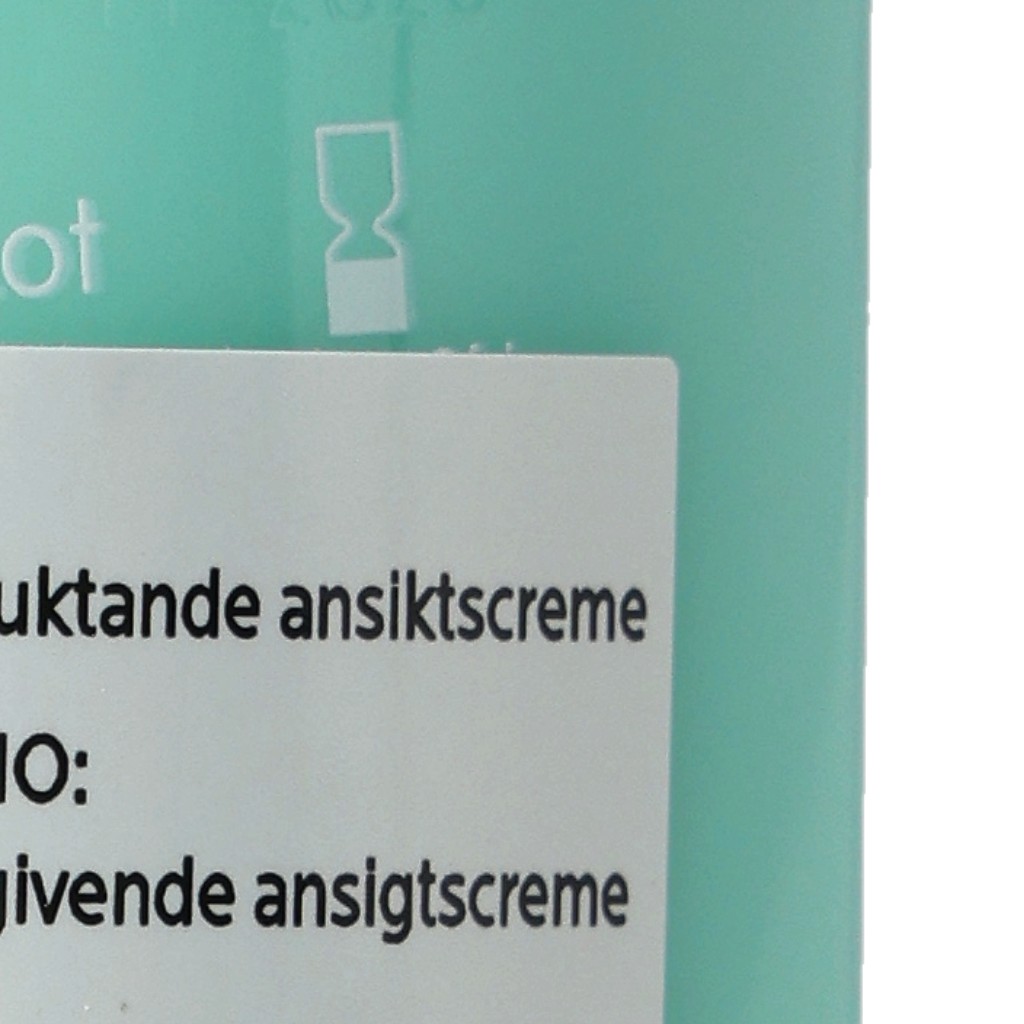 ot
uktande ansiktscreme
IO:
givende ansigtscreme